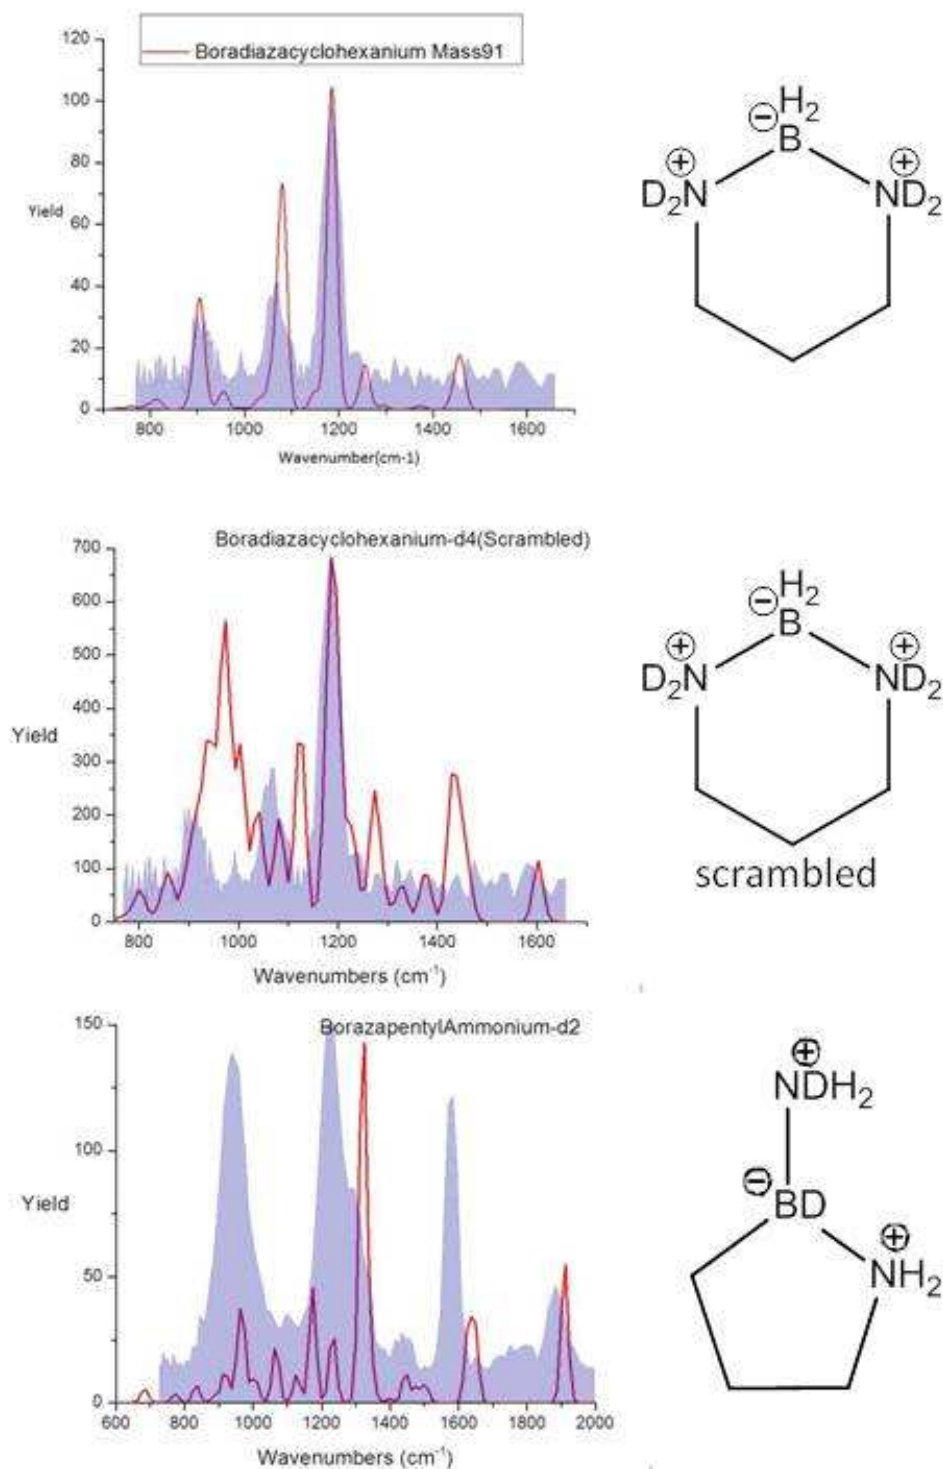 Boradiazacyclohexanium Mass91
120
100
80
Yield
60
40
20
0
800 1000 1200 1400 1600
Wavenumber(cm-1)
H2
⊖B
⊕ ⊕
D2N ND2
Boradiazacyclohexanium-d4(Scrambled)
700
600
500
400
Yield
300
200
100
0
800 1000 1200 1400 1600
Wavenumbers (cm-1)
H2
⊖B
⊕ ⊕
D2N ND2
scrambled
BorazapentylAmmonium-d2
150
100
Yield
50
0
600 800 1000 1200 1400 1600 1800 2000
Wavenumbers (cm-1)
⊕
NDH2
⊖BD
⊕
NH2